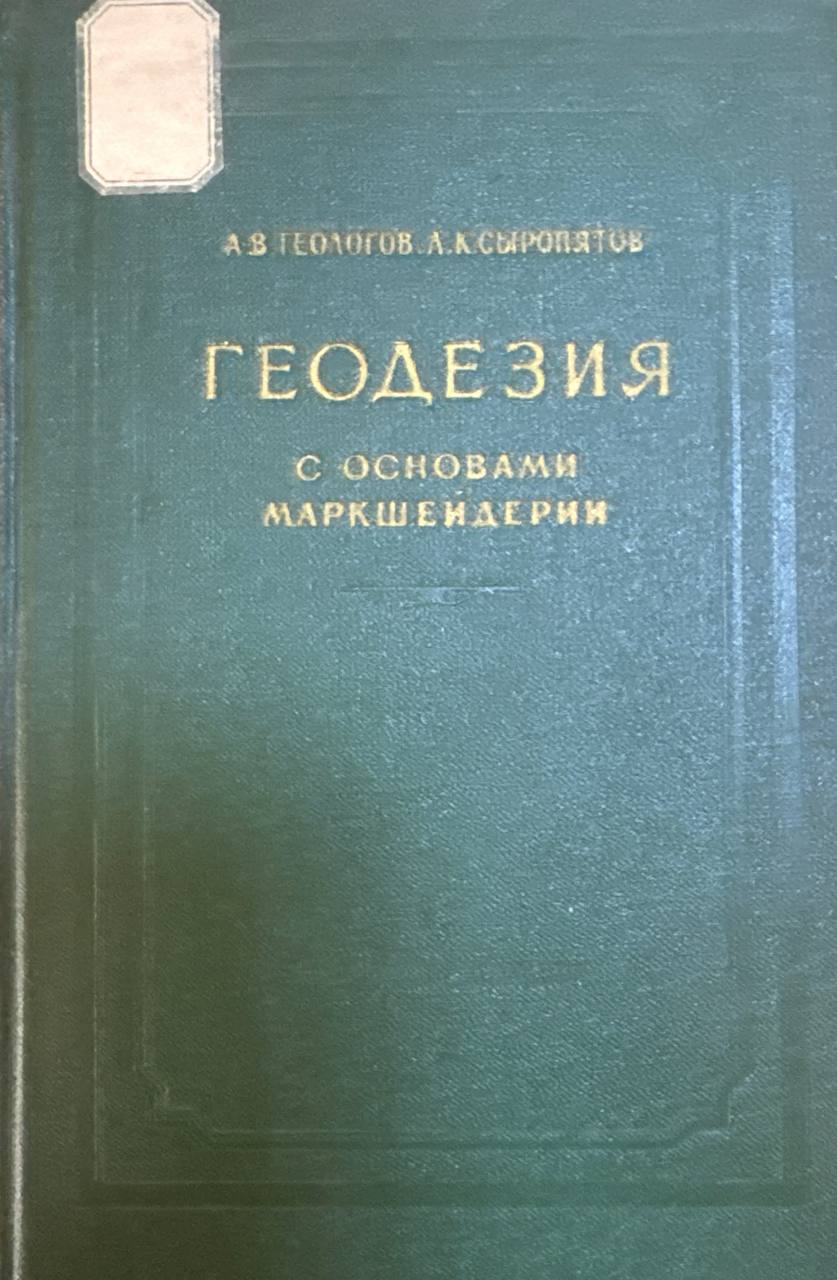 А.В ГЕОЛОГОВ. А.К.СЫРОПЯТОВ
ГЕОДЕЗИЯ
С ОСНОВАМИ
МАРКШЕЙДЕРИИ